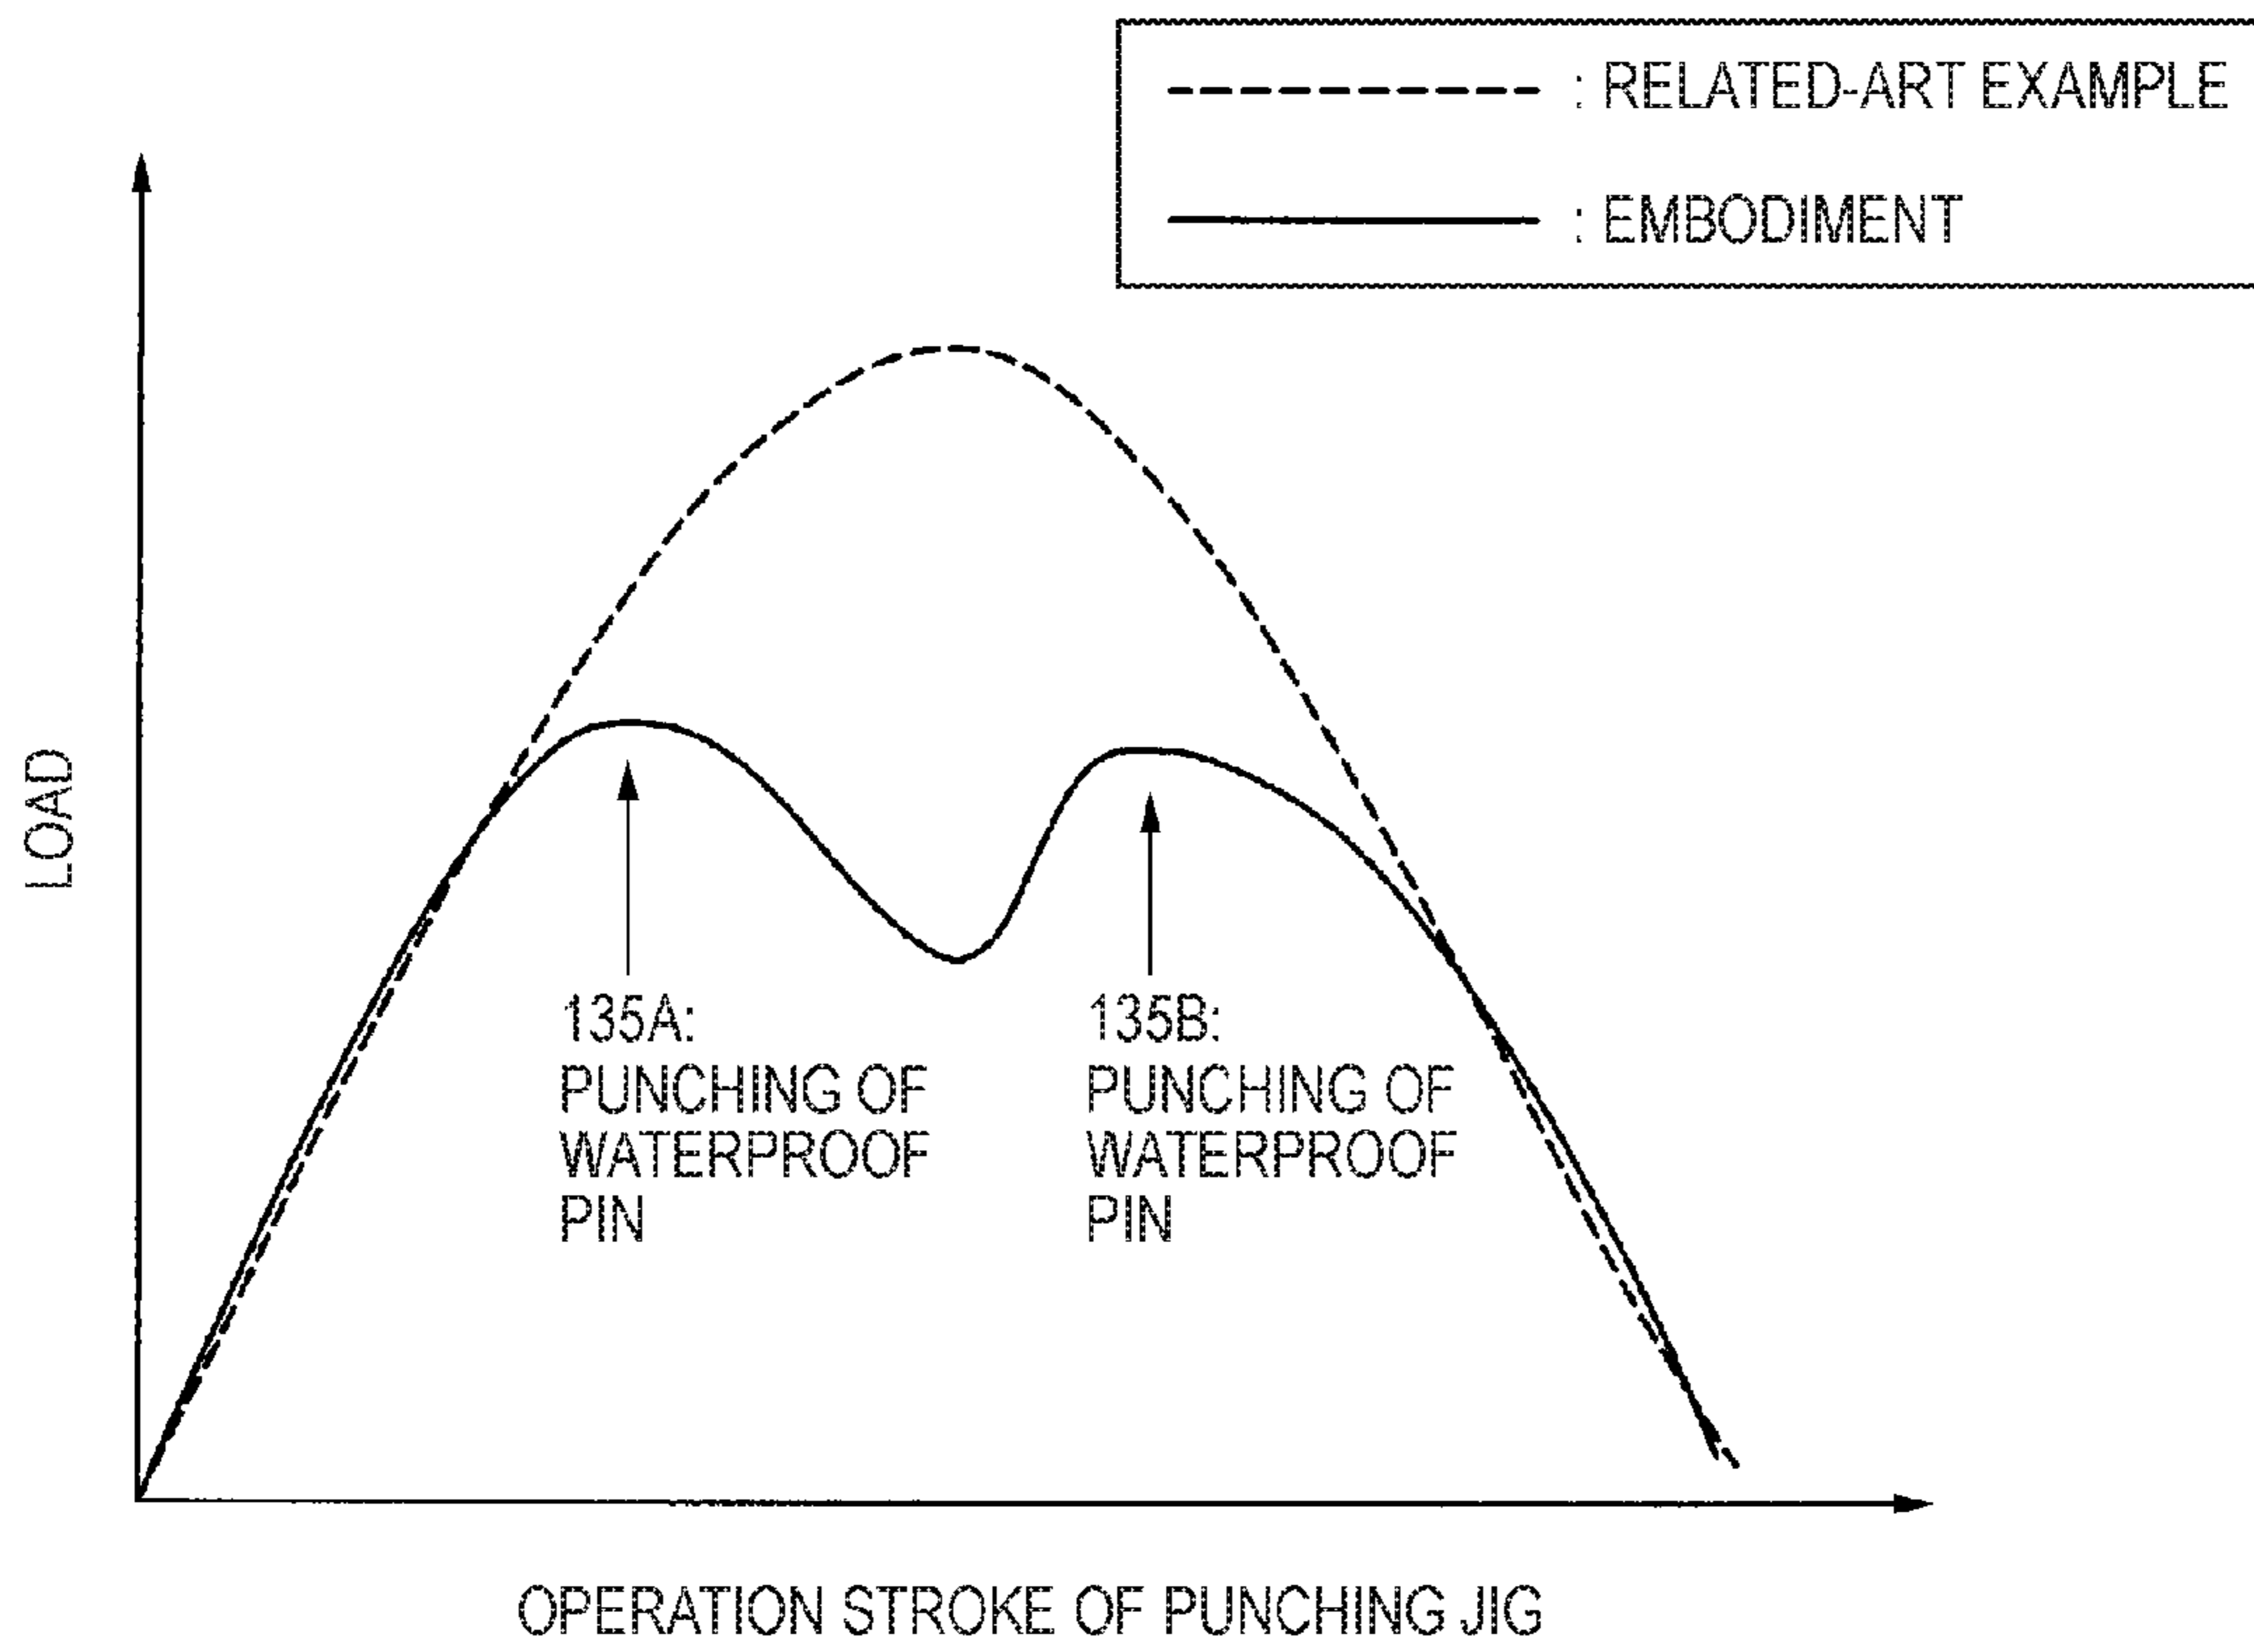 : RELATED-ART EXAMPLE
: EMBODIMENT
LOAD
135A:
PUNCHING OF
WATERPROOF
PIN
135B:
PUNCHING OF
WATERPROOF
PIN
OPERATION STROKE OF PUNCHING JIG